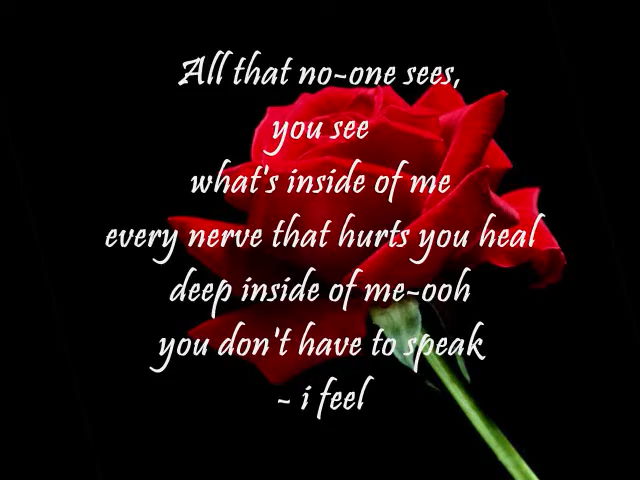 All that no-one sees,
you see
what's inside of me
every nerve that hurts you heal
deep inside of me-ooh
you don't have to speak
- i feel